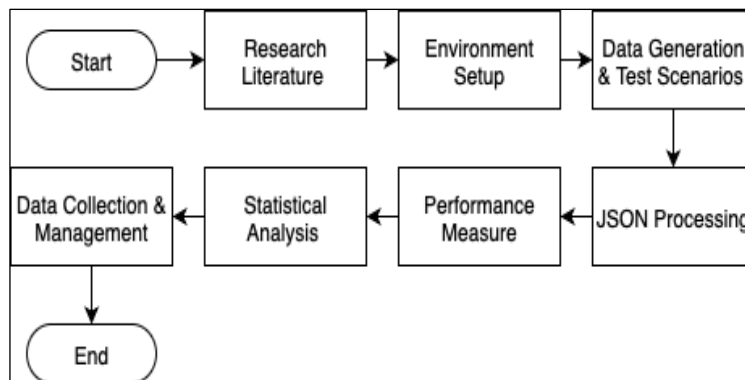 Start
Research
Literature
Environment
Setup
Data Generation
& Test Scenarios
Data Collection &
Management
Statistical
Analysis
Performance
Measure
JSON Processing
End